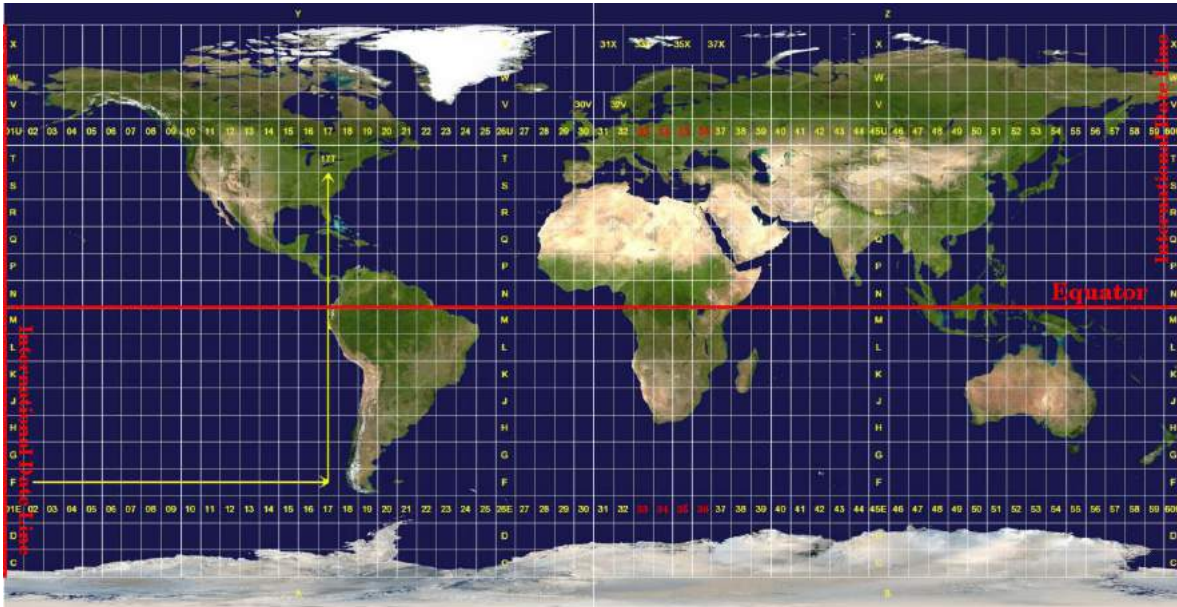 Y Z
X X 31X 33X 35X 37X X X
W W W W
V V 30V 32V V V
01U 02 03 04 05 06 07 08 09 10 11 12 13 14 15 16 17 18 19 20 21 22 23 24 25 26U 27 28 29 30 31 32 33 34 35 36 37 38 39 40 41 42 43 44 45U 46 47 48 49 50 51 52 53 54 55 56 57 58 59 60
T 17T T T T
S S S S
R R R R
Q Q Q Q
P P P P
N N N N
International Date Line
Equator
M M M M
L L L L
K K K K
J J J J
H H H H
G G G G
F F F F
01E 02 03 04 05 06 07 08 09 10 11 12 13 14 15 16 17 18 19 20 21 22 23 24 25 26E 27 28 29 30 31 32 33 34 35 36 37 38 39 40 41 42 43 44 45E 46 47 48 49 50 51 52 53 54 55 56 57 58 59 60
D D D D
C C C C
International Date Line